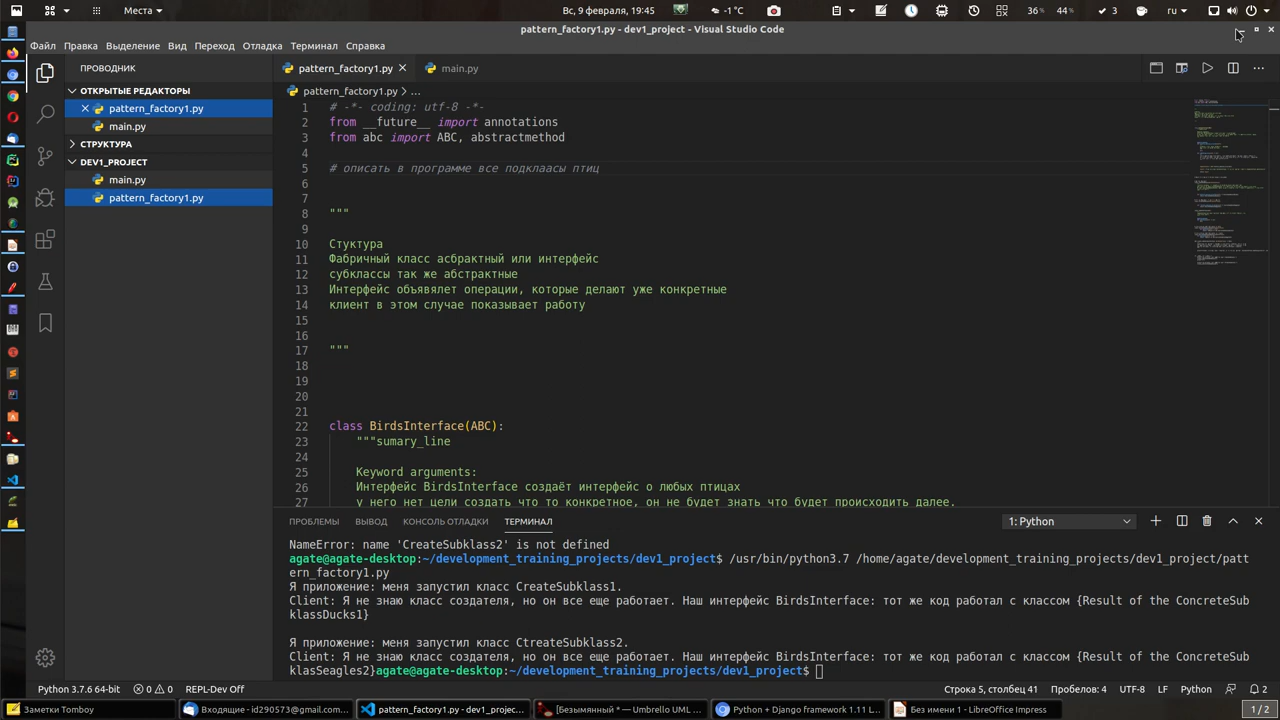 Места
Вс, 9 февраля, 19:45
-1 °C
36%
44%
3
ru
pattern_factory1.py - dev1_project - Visual Studio Code
Файл Правка Выделение Вид Переход Отладка Терминал Справка
ПРОВОДНИК
ОТКРЫТЫЕ РЕДАКТОРЫ
pattern_factory1.py
main.py
СТРУКТУРА
DEV1_PROJECT
main.py
pattern_factory1.py
pattern_factory1.py main.py
pattern_factory1.py > ...
1 # -*- coding: utf-8 -*-
2 from __future__ import annotations
3 from abc import ABC, abstractmethod
4
5 # описать в программе все подклаасы птиц
6
7
8 """
9
10 Стуктура
11 Фабричный класс асбрактный или интерфейс
12 субклассы так же абстрактные
13 Интерфейс объявялет операции, которые делают уже конкретные
14 клиент в этом случае показывает работу
15
16
17 """
18
19
20
21
22 class BirdsInterface(ABC):
23 """sumary_line
24
25 Keyword arguments:
26 Интерфейс BirdsInterface создаёт интерфейс о любых птицах
27 у него нет цели создать что то конкретное, он не будет знать что будет происходить далее.
ПРОБЛЕМЫ ВЫВОД КОНСОЛЬ ОТЛАДКИ ТЕРМИНАЛ
1: Python
NameError: name 'CreateSubklass2' is not defined
agate@agate-desktop:~/development_training_projects/dev1_project$ /usr/bin/python3.7 /home/agate/development_training_projects/dev1_project/patt
ern_factory1.py
Я приложение: меня запустил класс CreateSubklass1.
Client: Я не знаю класс создателя, но он все еще работает. Наш интерфейс BirdsInterface: тот же код работал с классом {Result of the ConcreteSub
klassDucks1}
Я приложение: меня запустил класс CtreateSubklass2.
Client: Я не знаю класс создателя, но он все еще работает. Наш интерфейс BirdsInterface: тот же код работал с классом {Result of the ConcreteSub
klasSeagles2}agate@agate-desktop:~/development_training_projects/dev1_project$
Python 3.7.6 64-bit 0 0 REPL-Dev Off
Строка 5, столбец 41 Пробелов: 4 UTF-8 LF Python 2
Заметки Tomboy
Входящие - id290573@gmail.com...
pattern_factory1.py - dev1_projec...
[Безымянный * — Umbrello UML ...
Python + Django framework 1.11 L...
Без имени 1 - LibreOffice Impress
1/2